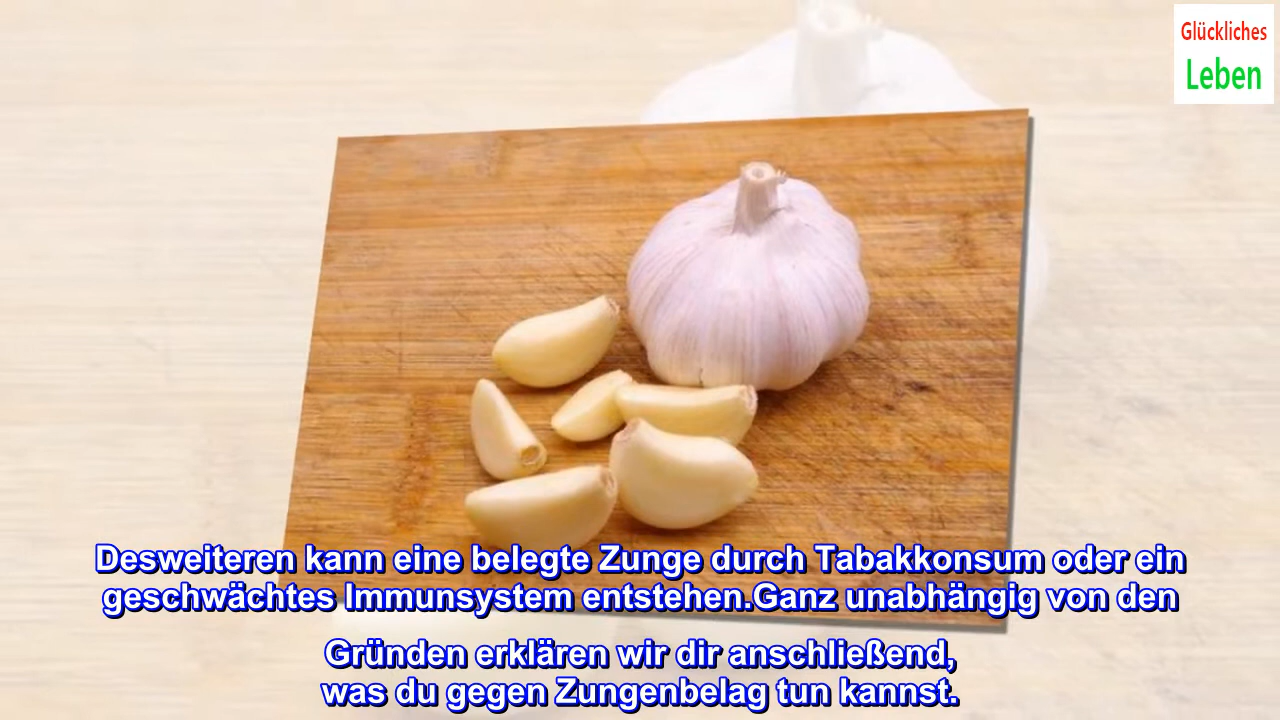 Glückliches
Leben
Desweiteren kann eine belegte Zunge durch Tabakkonsum oder ein
geschwächtes Immunsystem entstehen.Ganz unabhängig von den
Gründen erklären wir dir anschließend,
was du gegen Zungenbelag tun kannst.